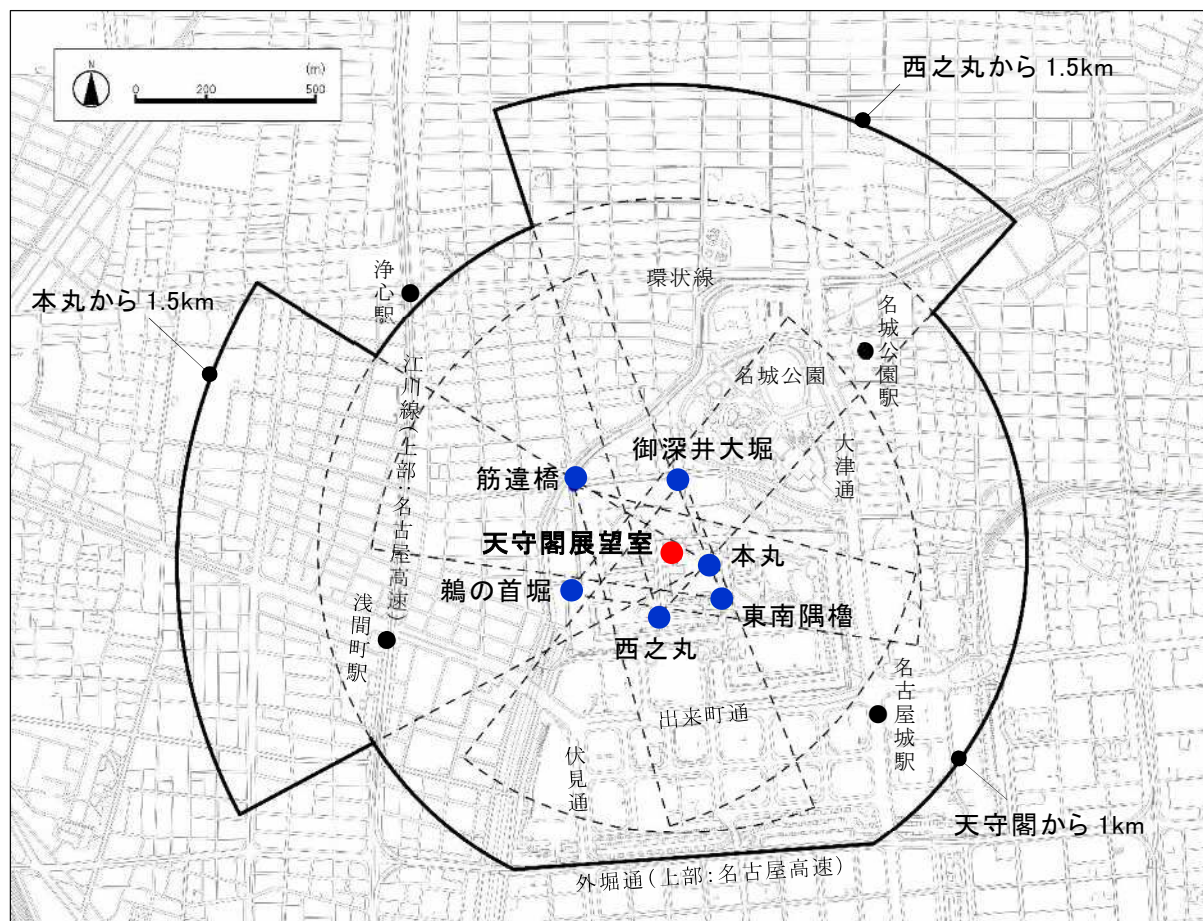 西之丸から 1.5km
N
(m)
0 200 500
浄心駅
環状線
名城公園駅
本丸から 1.5km
江川線(上部:名古屋高速)
名城公園
大津通
御深井大堀
筋違橋
天守閣展望室
本丸
鵜の首堀
東南隅櫓
西之丸
浅間町駅
名古屋城駅
出来町通
伏見通
天守閣から 1km
外堀通(上部:名古屋高速)